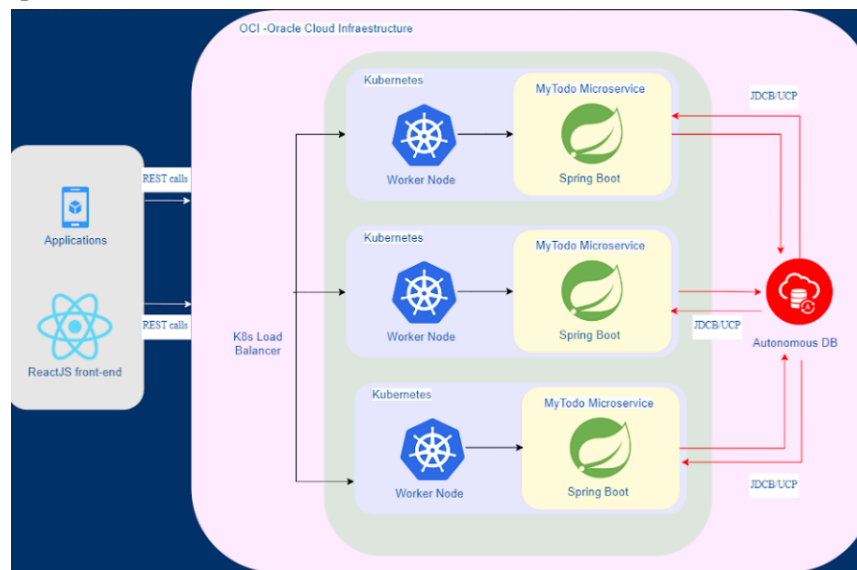 OCI -Oracle Cloud Infraestructure
Kubernetes
Worker Node
MyTodo Microservice
Spring Boot
JDCB/UCP
REST calls
Applications
REST calls
ReactJS front-end
K8s Load
Balancer
Kubernetes
Worker Node
MyTodo Microservice
Spring Boot
JDCB/UCP
Autonomous DB
A
Kubernetes
Worker Node
MyTodo Microservice
Spring Boot
JDCB/UCP